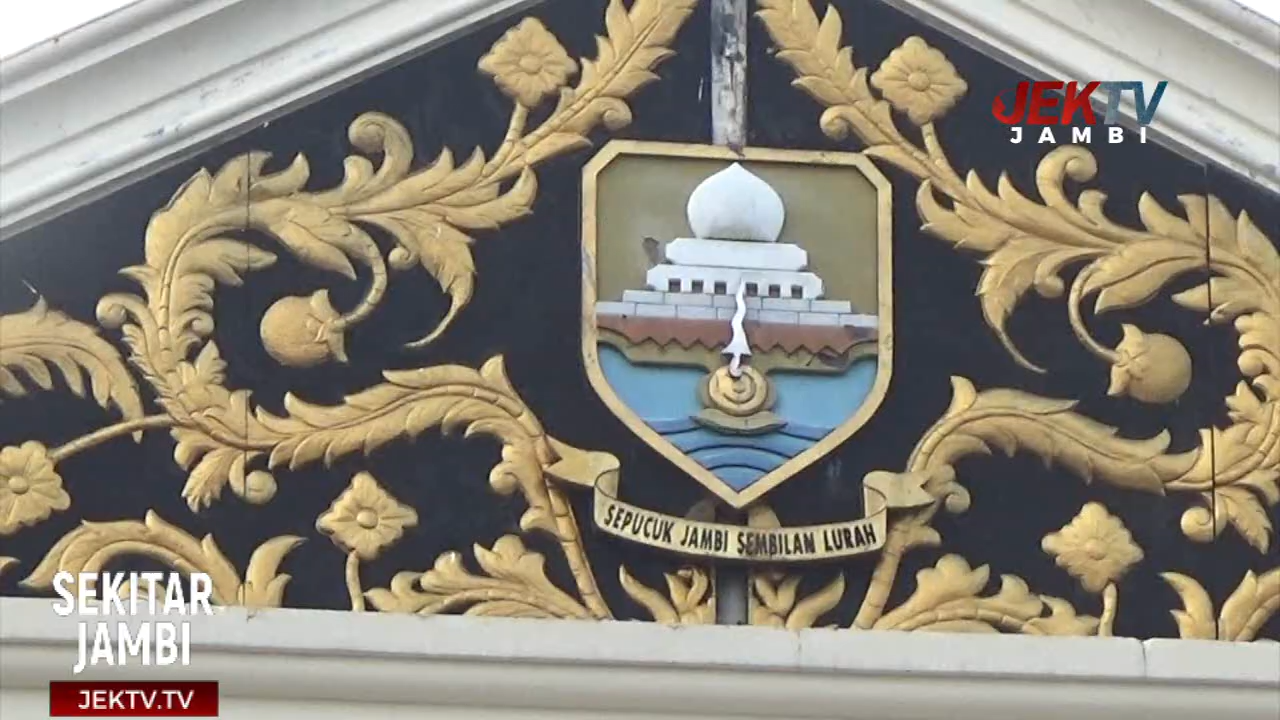 JEKTV
JAMBI
SEPUCUK JAMBI SEMBILAN LURAH
SEKITAR
JAMBI
JEKTV.TV